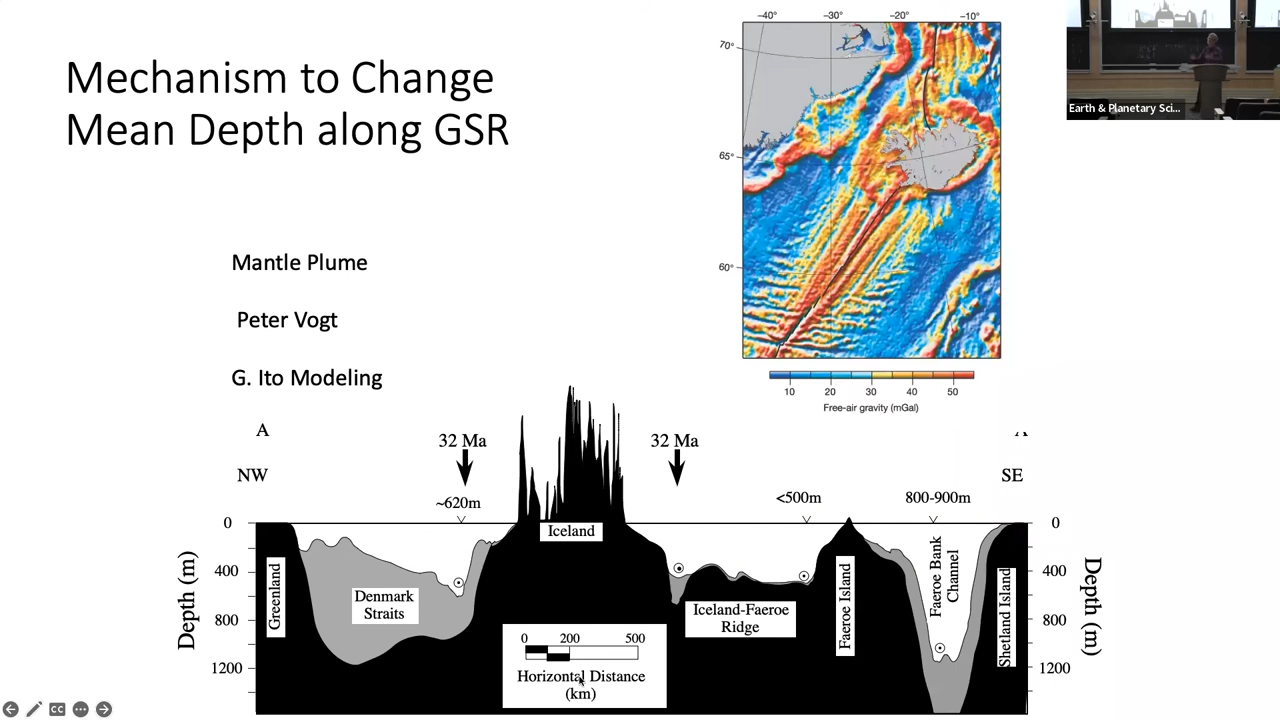 Mechanism to Change
Mean Depth along GSR
Mantle Plume
Peter Vogt
G. Ito Modeling
-40° -30° -20° -10°
70°
65°
60°
10 20 30 40 50
Free-air gravity (mGal)
Earth & Planetary Sci...
A
A
NW
SE
32 Ma
32 Ma
~620m
<500m
800-900m
0
400
800
1200
Depth (m)
0
400
800
1200
Depth (m)
Greenland
Denmark
Straits
Iceland
Iceland-Faeroe
Ridge
Faeroe Island
Faeroe Bank
Channel
Shetland Island
0 200 500
Horizontal Distance
(km)
CC